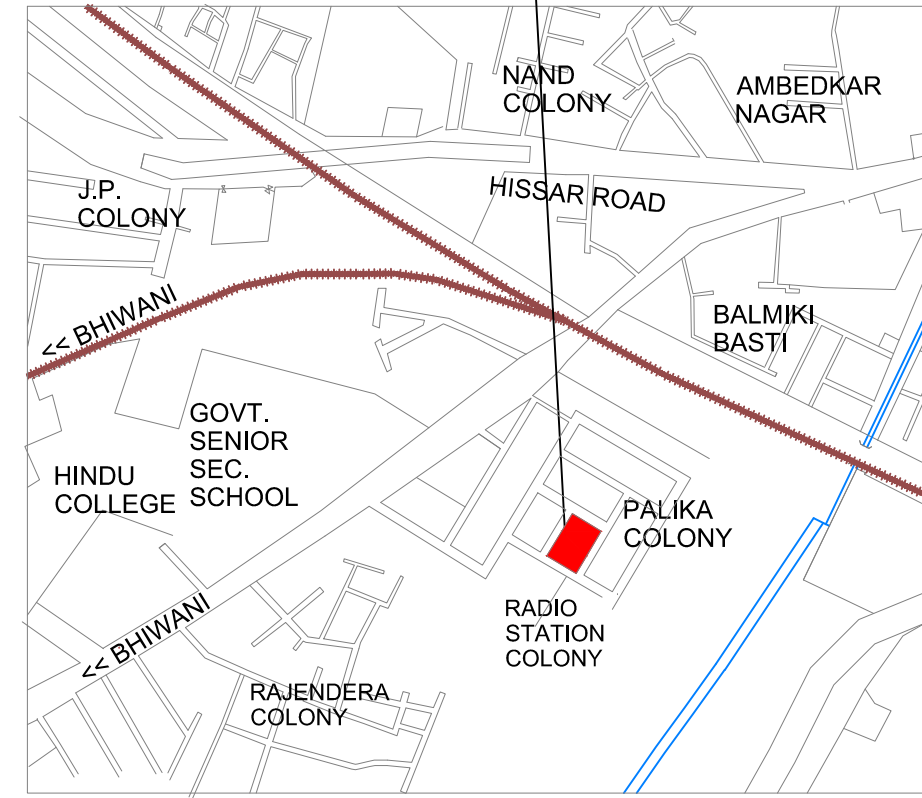 NAND
COLONY
AMBEDKAR
NAGAR
J.P.
COLONY
HISSAR ROAD
<< BHIWANI
BALMIKI
BASTI
GOVT.
SENIOR
SEC.
SCHOOL
HINDU
COLLEGE
PALIKA
COLONY
RADIO
STATION
COLONY
<< BHIWANI
RAJENDERA
COLONY